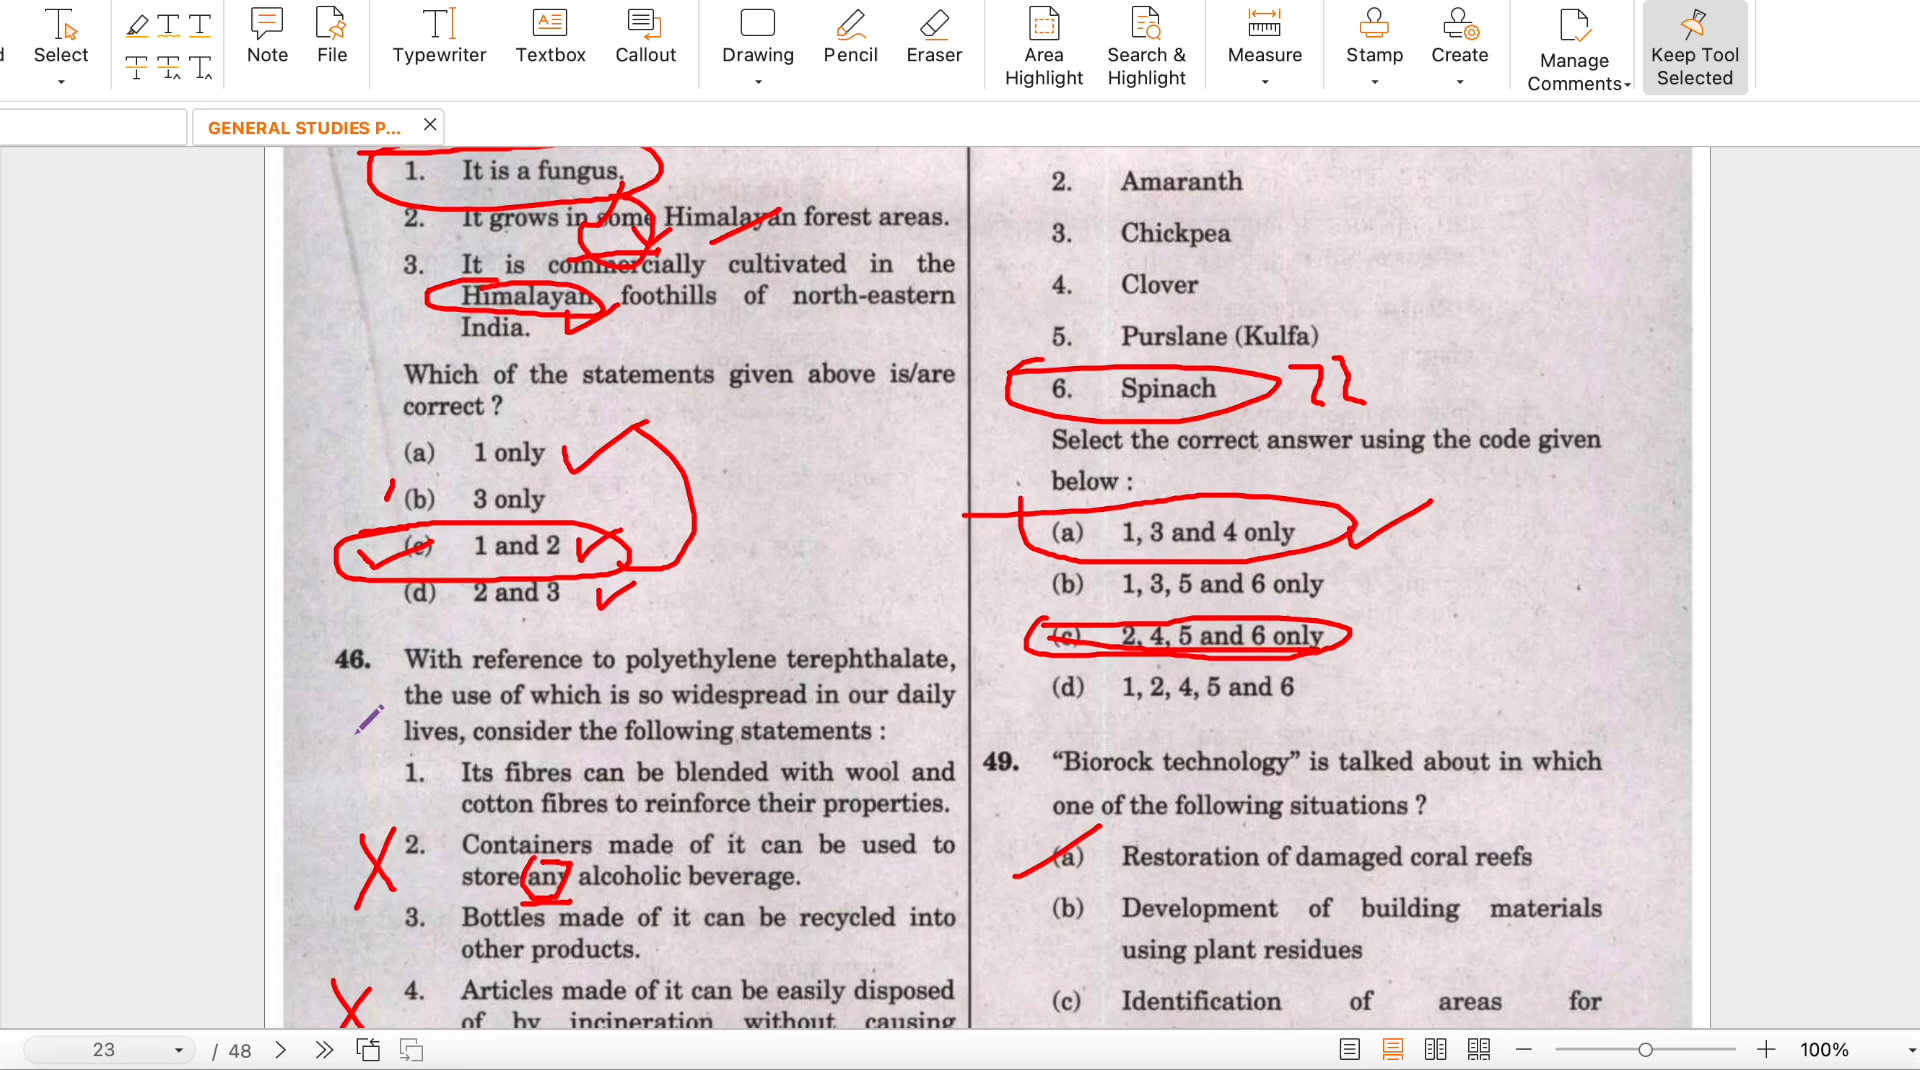 Select
Note
File
Typewriter
Textbox
Callout
Drawing
Pencil
Eraser
Area
Highlight
Search &
Highlight
Measure
Stamp
Create
Manage
Comments
Keep Tool
Selected
GENERAL STUDIES P...
1. It is a fungus.
2. It grows in some Himalayan forest areas.
3. It is commercially cultivated in the
Himalayan foothills of north-eastern
India.
Which of the statements given above is/are
correct ?
(a) 1 only
(b) 3 only
(c) 1 and 2
(d) 2 and 3
46. With reference to polyethylene terephthalate,
the use of which is so widespread in our daily
lives, consider the following statements :
1. Its fibres can be blended with wool and
cotton fibres to reinforce their properties.
2. Containers made of it can be used to
store any alcoholic beverage.
3. Bottles made of it can be recycled into
other products.
4. Articles made of it can be easily disposed
of by incineration without causing
2. Amaranth
3. Chickpea
4. Clover
5. Purslane (Kulfa)
6. Spinach
Select the correct answer using the code given
below :
(a) 1, 3 and 4 only
(b) 1, 3, 5 and 6 only
(c) 2, 4, 5 and 6 only
(d) 1, 2, 4, 5 and 6
49. "Biorock technology" is talked about in which
one of the following situations ?
(a) Restoration of damaged coral reefs
(b) Development of building materials
using plant residues
(c) Identification of areas for
23 / 48
100%